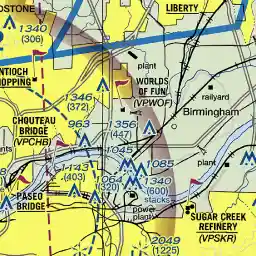 DSTONE
LIBERTY
1340
(306)
plant
ANTIOCH
SHOPPING
WORLDS
OF FUN
(VPWOF)
railyard
1346
(372)
Birmingham
CHOUTEAU
BRIDGE
(VPCHB)
963
1356
(447)
1045
1143
(403)
1085
plant
ants
1064
(320)
1340
(600)
stacks
PASEO
BRIDGE
power
plant
SUGAR CREEK
REFINERY
(VPSKR)
2049
(1225)